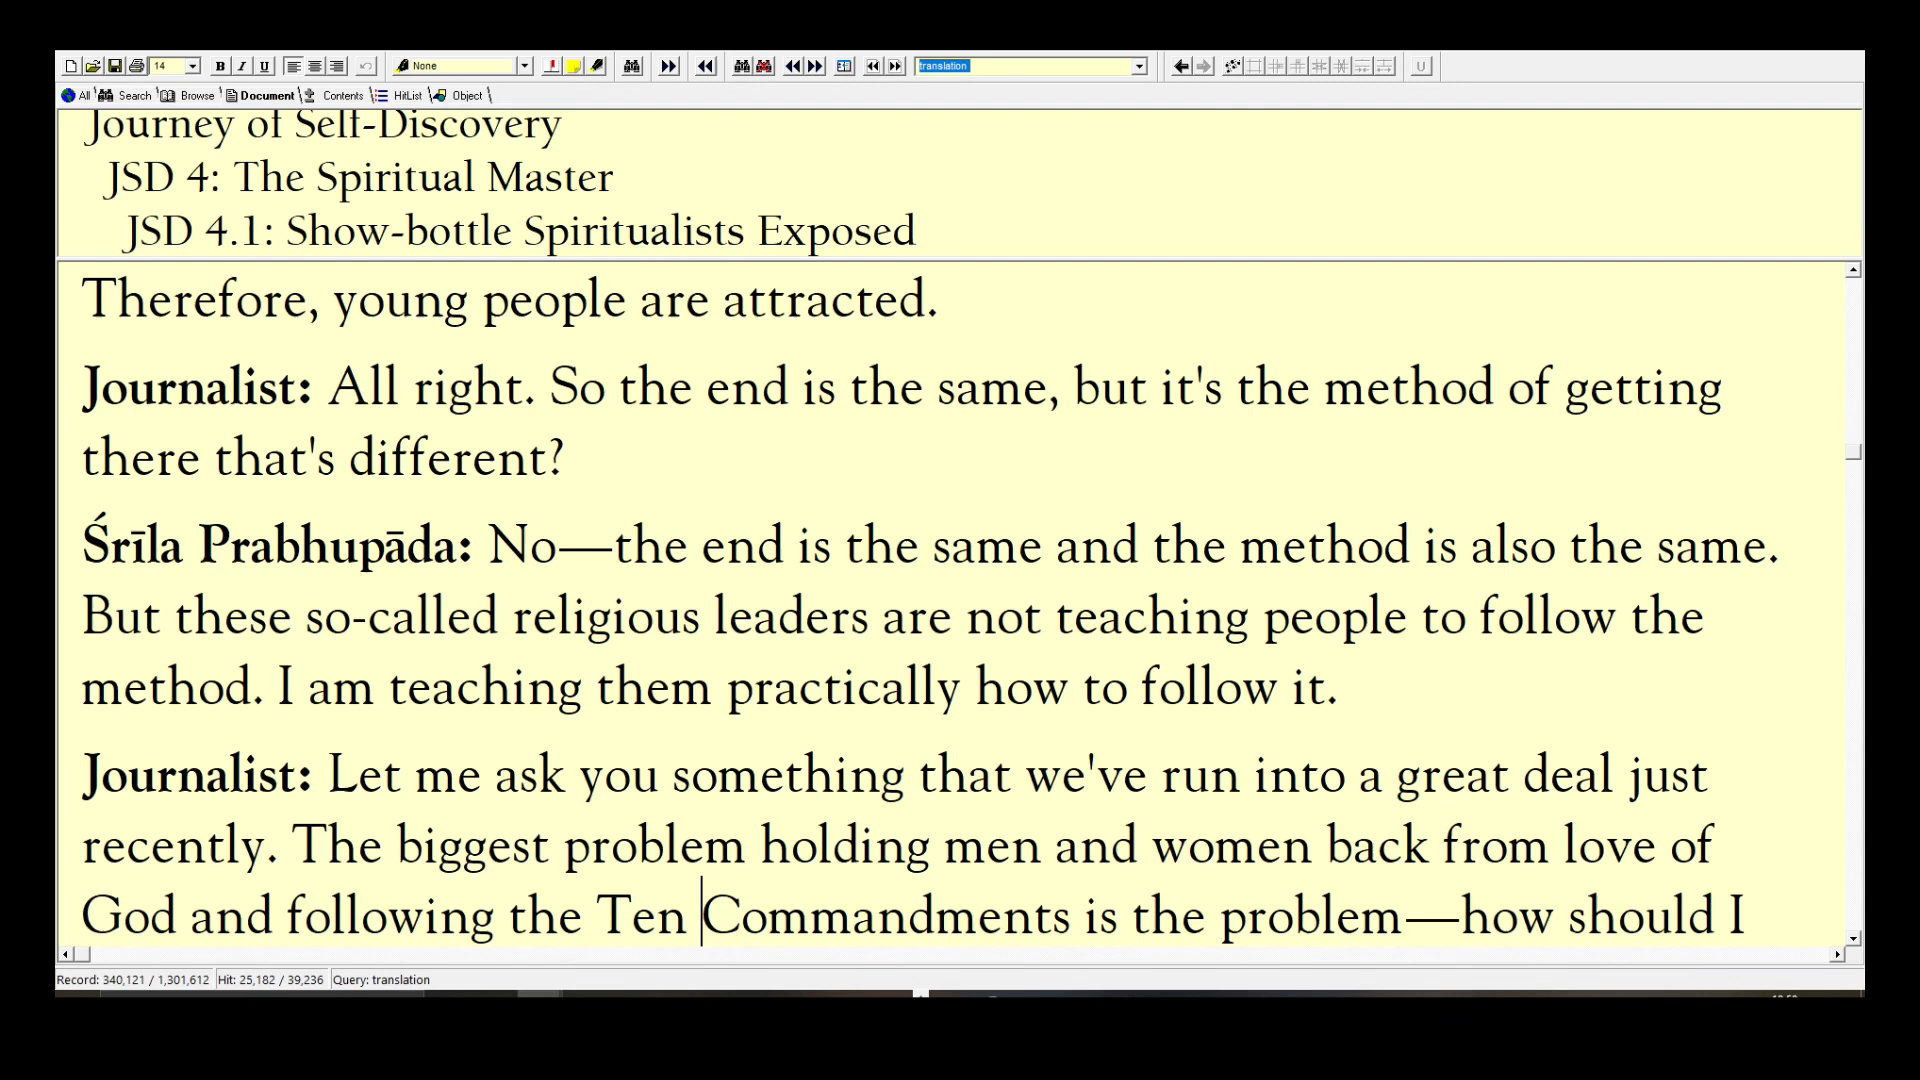 14 B I U None translation U
All Search Browse Document Contents HitList Object
Journey of Self-Discovery
JSD 4: The Spiritual Master
JSD 4.1: Show-bottle Spiritualists Exposed
Therefore, young people are attracted.
Journalist: All right. So the end is the same, but it's the method of getting
there that's different?
Śrīla Prabhupāda: No—the end is the same and the method is also the same.
But these so-called religious leaders are not teaching people to follow the
method. I am teaching them practically how to follow it.
Journalist: Let me ask you something that we've run into a great deal just
recently. The biggest problem holding men and women back from love of
God and following the Ten Commandments is the problem—how should I
Record: 340,121 / 1,301,612 Hit: 25,182 / 39,236 Query: translation